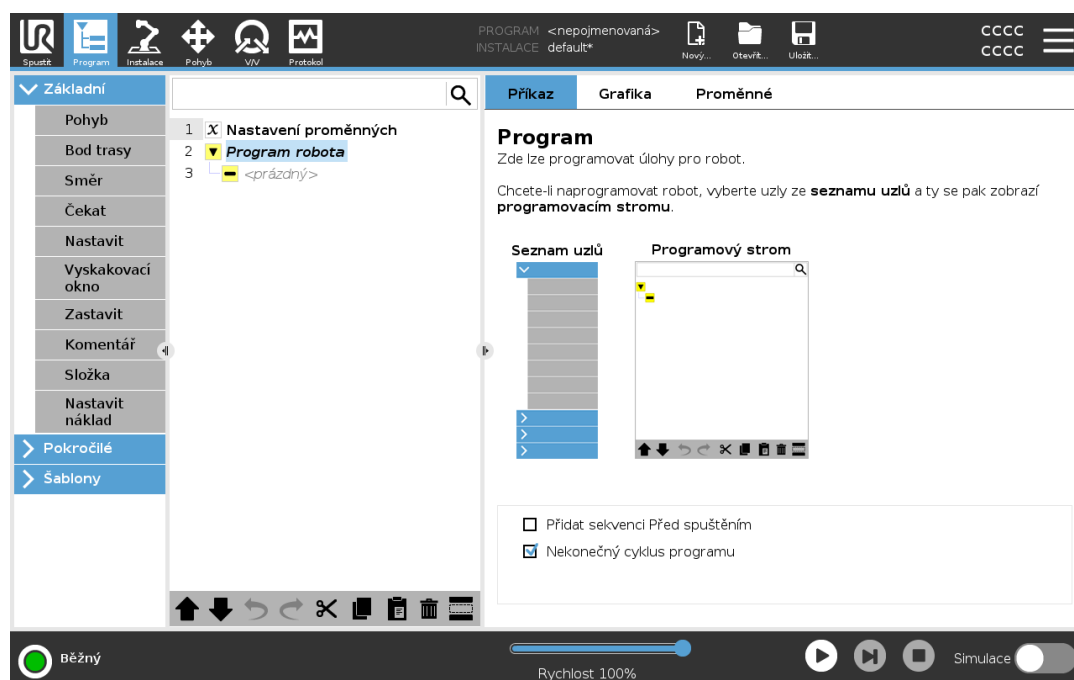 UR
Spustit
Program
Instalace
Pohyb
V/V
Protokol
PROGRAM <nepojmenovaná>
INSTALACE default*
Nový...
Otevřít...
Uložit...
CCCC
CCCC
Základní
Pohyb
Bod trasy
Směr
Čekat
Nastavit
Vyskakovací
okno
Zastavit
Komentář
Složka
Nastavit
náklad
Pokročilé
Šablony
1 x Nastavení proměnných
2 Program robota
3 <prázdný>
Příkaz
Grafika
Proměnné
Program
Zde lze programovat úlohy pro robot.
Chcete-li naprogramovat robot, vyberte uzly ze seznamu uzlů a ty se pak zobrazí
programovacím stromu.
Seznam uzlů
Programový strom
Přidat sekvenci Před spuštěním
Nekonečný cyklus programu
Běžný
Rychlost 100%
Simulace